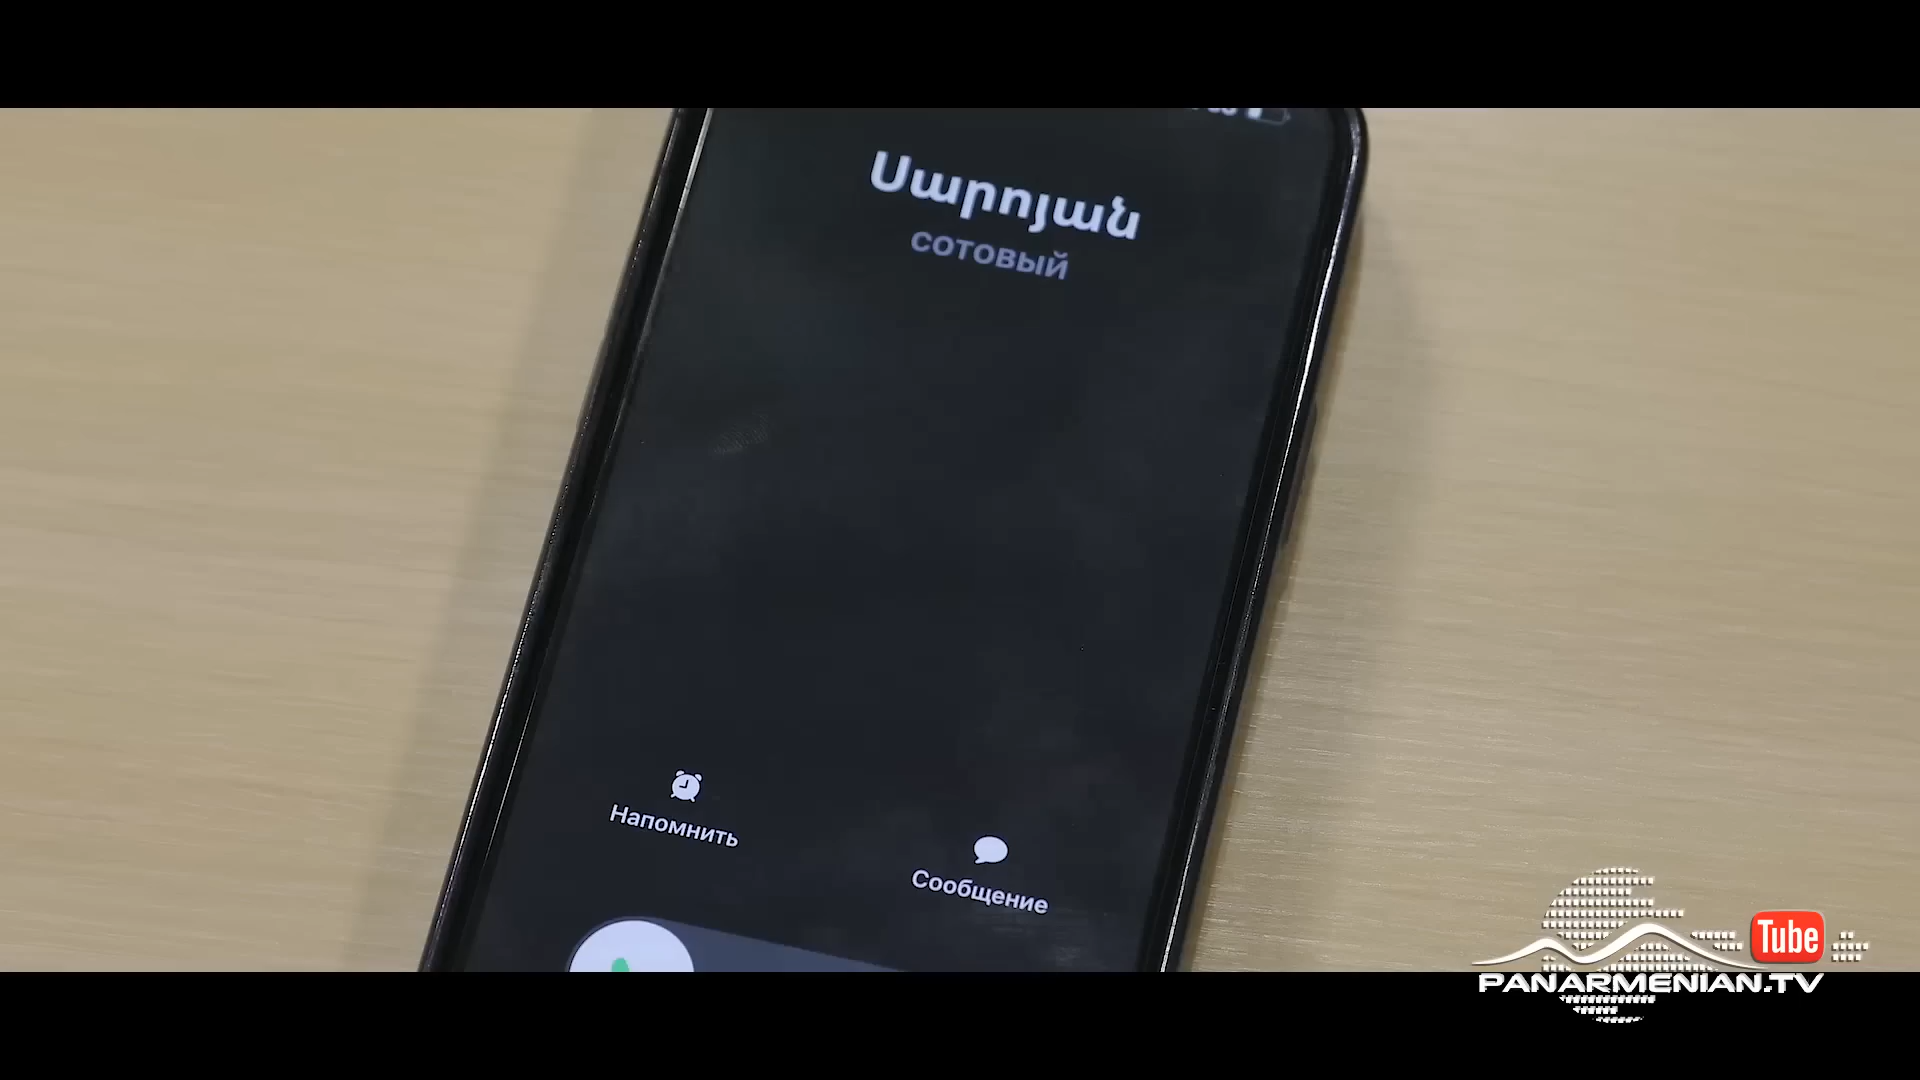 Սարոյան
сотовый
Напомнить
Сообщение
Tube
PANARMENIAN.TV